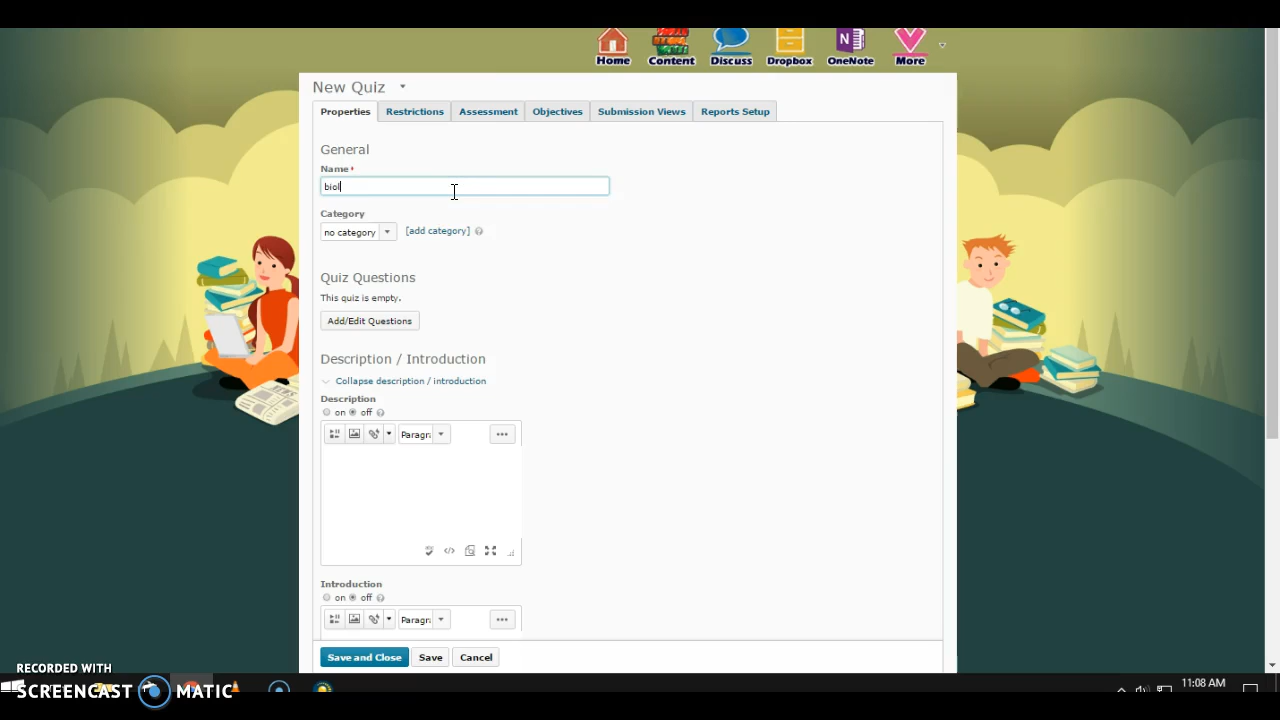 Home Content Discuss Dropbox OneNote More
N
New Quiz
Properties Restrictions Assessment Objectives Submission Views Reports Setup
General
Name *
biol
Category
no category [add category] ?
Quiz Questions
This quiz is empty.
Add/Edit Questions
Description / Introduction
Collapse description / introduction
Description
on off ?
Paragr
Introduction
on off ?
Paragr
Save and Close Save Cancel
RECORDED WITH
SCREENCAST MATIC
11:08 AM